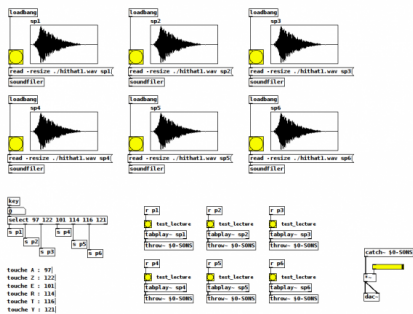 loadbang
loadbang
loadbang
sp1
sp2
sp3
read -resize ./hithat1.wav sp1
read -resize ./hithat1.wav sp2
read -resize ./hithat1.wav sp3
soundfiler
soundfiler
soundfiler
loadbang
loadbang
loadbang
sp4
sp5
sp6
read -resize ./hithat1.wav sp4
read -resize ./hithat1.wav sp5
read -resize ./hithat1.wav sp6
soundfiler
soundfiler
soundfiler
key
0
select 97 122 101 114 116 121
s p1
s p4
s p2
s p5
s p3
s p6
r p1
r p2
r p3
test_lecture
test_lecture
test_lecture
tabplay~ sp1
tabplay~ sp2
tabplay~ sp3
throw~ $0-SONS
throw~ $0-SONS
throw~ $0-SONS
r p4
r p5
r p6
test_lecture
test_lecture
test_lecture
tabplay~ sp4
tabplay~ sp5
tabplay~ sp6
throw~ $0-SONS
throw~ $0-SONS
throw~ $0-SONS
catch~ $0-SONS
*~
dac~
touche A : 97
touche Z : 122
touche E : 101
touche R : 114
touche T : 116
touche Y : 121